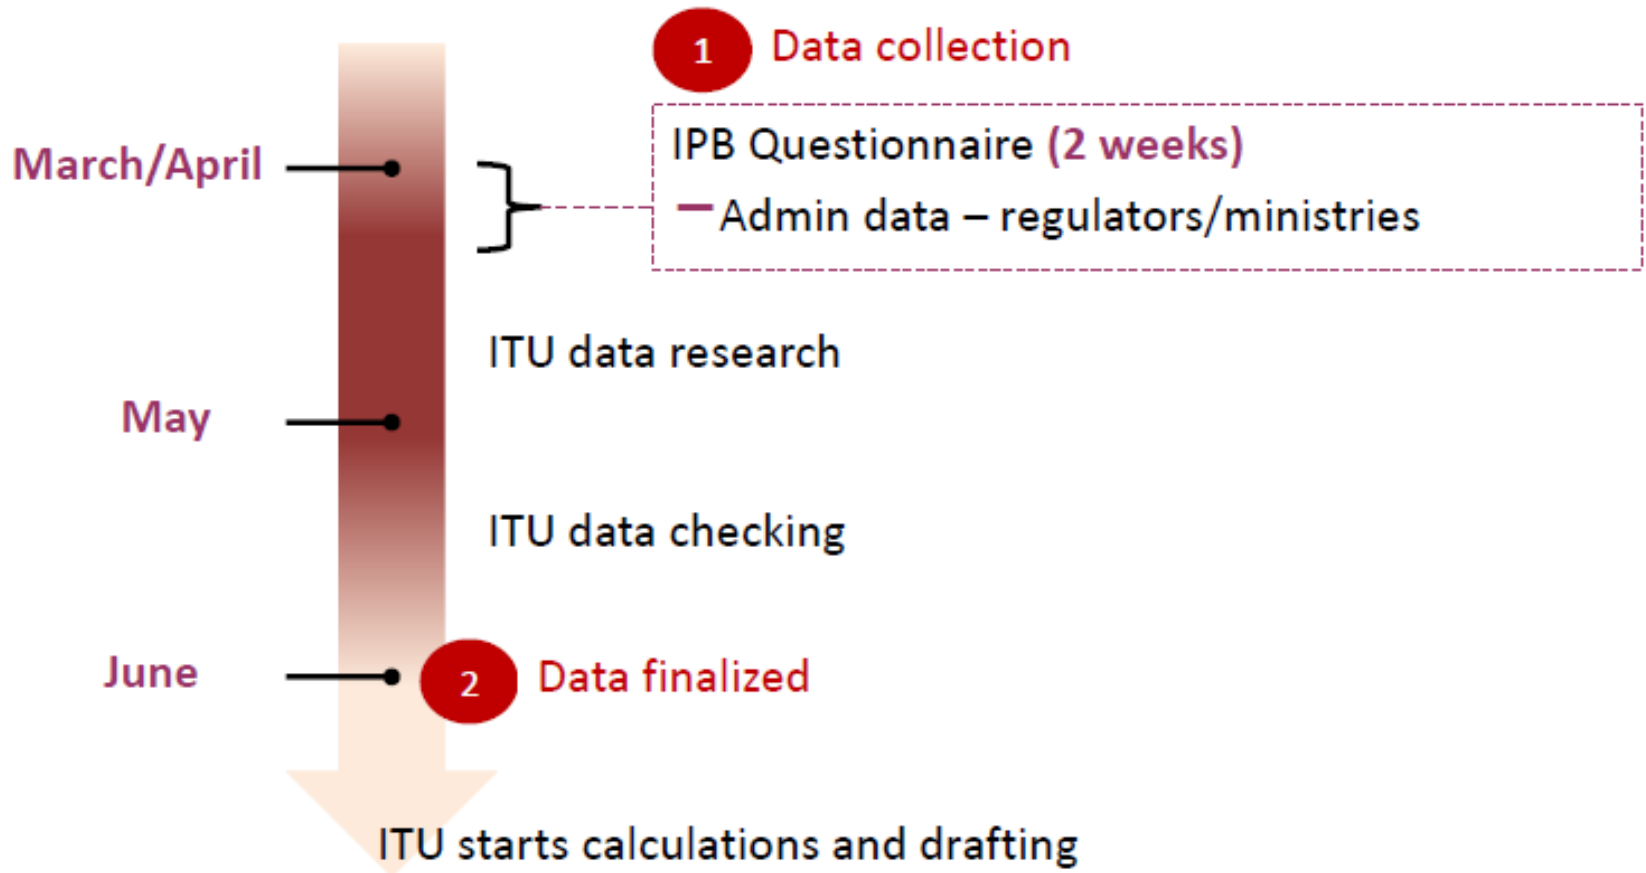 1 Data collection
March/April
IPB Questionnaire (2 weeks)
– Admin data – regulators/ministries
ITU data research
May
ITU data checking
June
2 Data finalized
ITU starts calculations and drafting